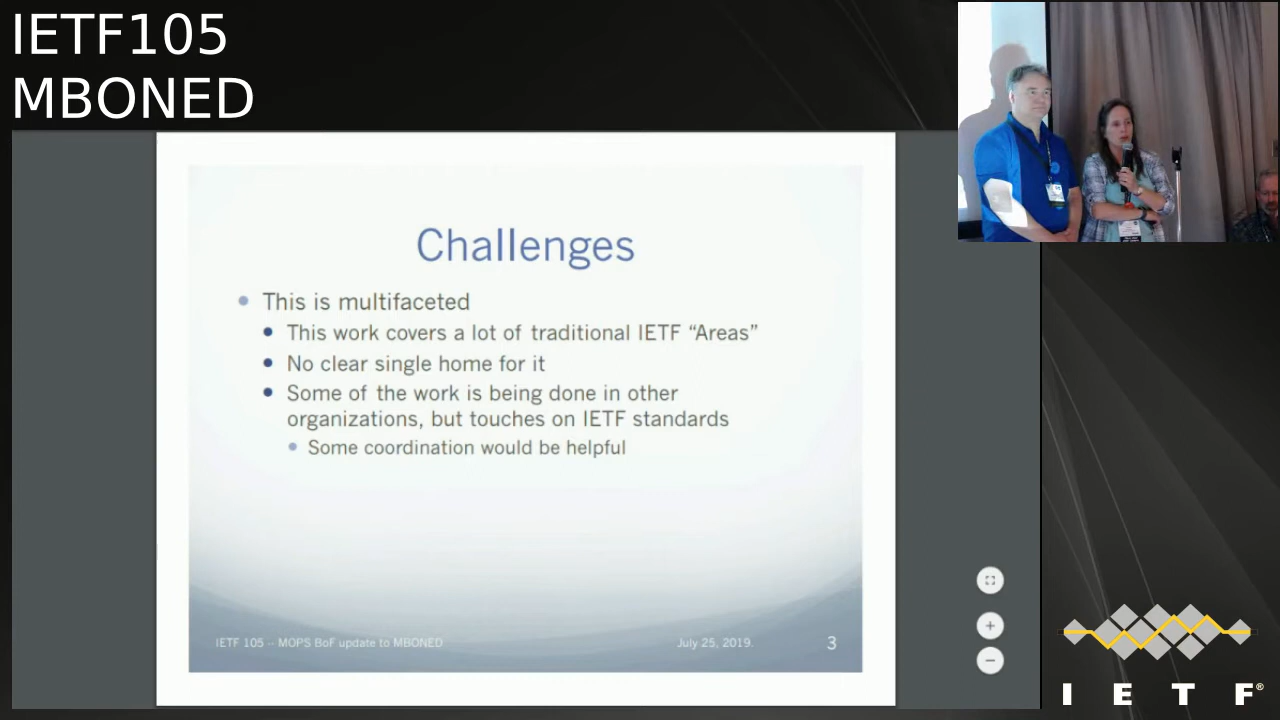 IETF105
MBONED
Challenges
This is multifaceted
This work covers a lot of traditional IETF “Areas”
No clear single home for it
Some of the work is being done in other
organizations, but touches on IETF standards
Some coordination would be helpful
IETF 105 -- MOPS BoF update to MBONED
July 25, 2019.
3
I E T F®